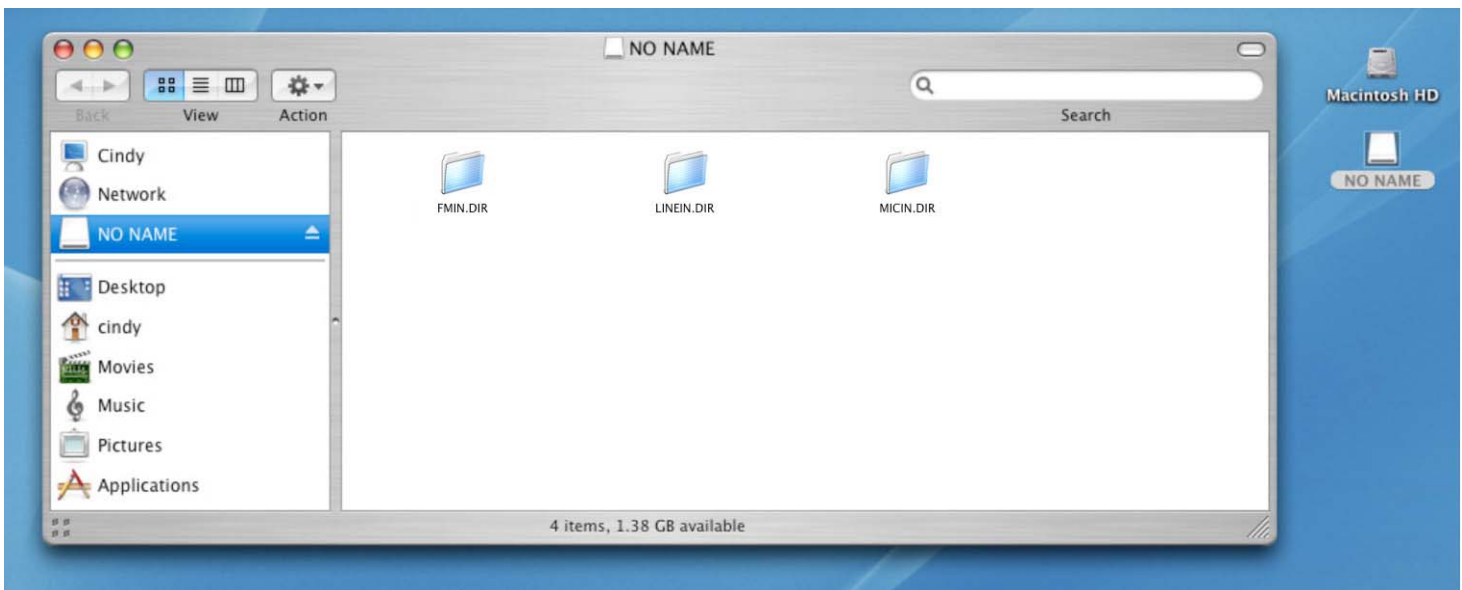 NO NAME
Back View Action Search
Cindy
Network
NO NAME
Desktop
cindy
Movies
Music
Pictures
Applications
FMIN.DIR LINEIN.DIR MICIN.DIR
4 items, 1.38 GB available
Macintosh HD
NO NAME